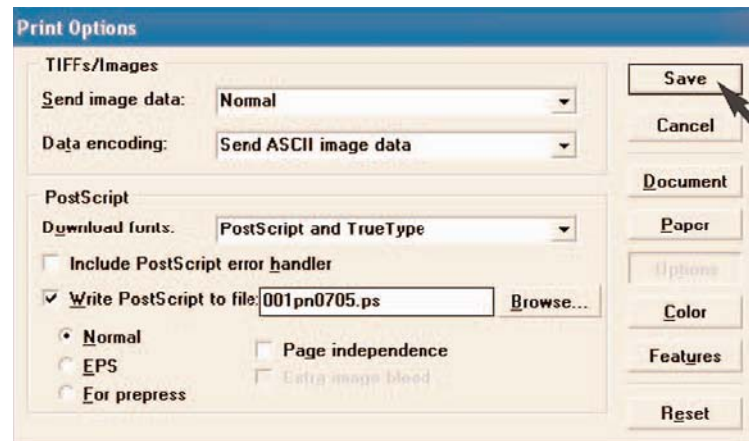 Print Options
TIFFs/Images
Send image data: Normal
Data encoding: Send ASCII image data
PostScript
Download fonts. PostScript and TrueType
Include PostScript error handler
Write PostScript to file: 001pn0705.ps Browse...
Normal
EPS
For prepress
Page independence
Extra image bleed
Save
Cancel
Document
Paper
Options
Color
Features
Reset